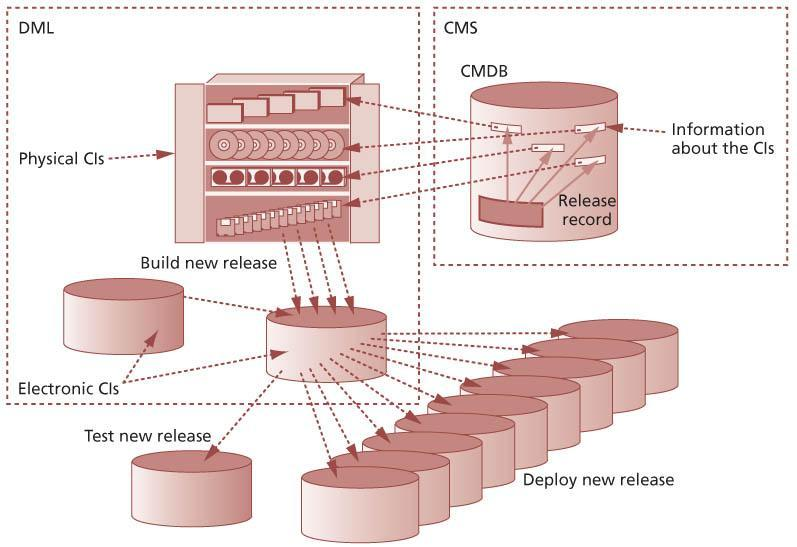 DML
CMS
CMDB
Physical CIs
Information
about the CIs
Release
record
Build new release
Electronic CIs
Test new release
Deploy new release